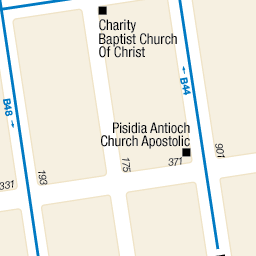 Charity
Baptist Church
Of Christ
B44
B48
Pisidia Antioch
Church Apostolic
901
371
175
193
331